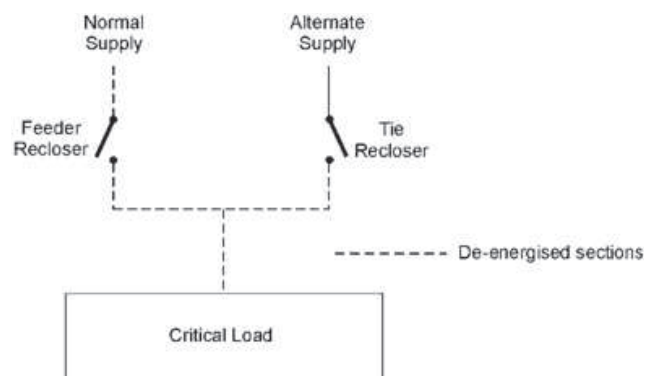 Normal
Supply
Alternate
Supply
Feeder
Recloser
Tie
Recloser
De-energised sections
Critical Load